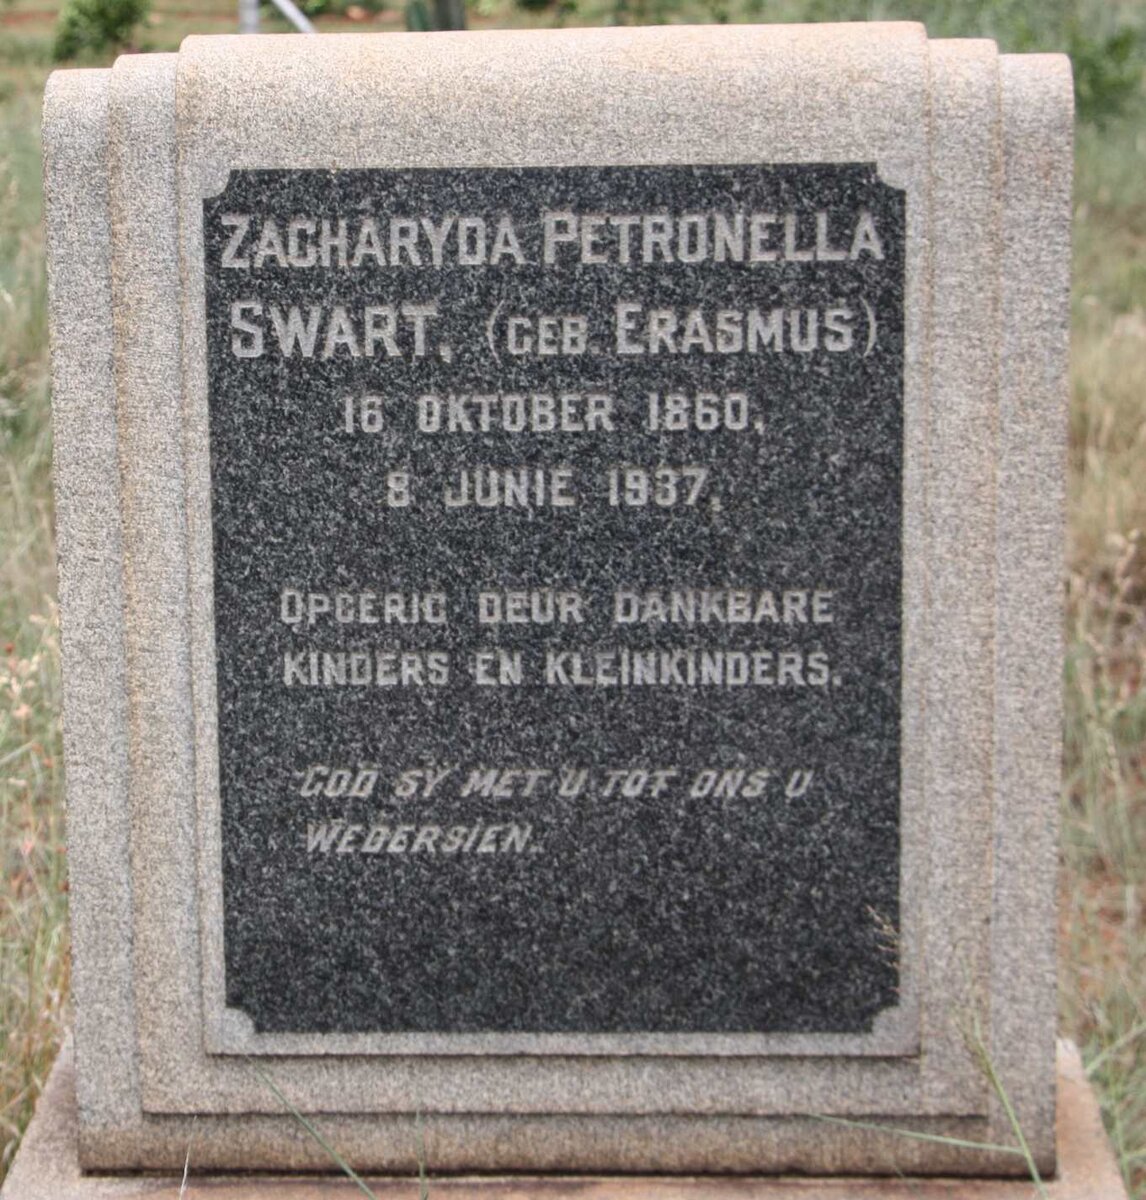 ZACHARYDA PETRONELLA
SWART. (GEB. ERASMUS)
16 OKTOBER 1860.
8 JUNIE 1937.
OPGERIG DEUR DANKBARE
KINDERS EN KLEINKINDERS.
GOD SY MET U TOT ONS U
WEDERSIEN.